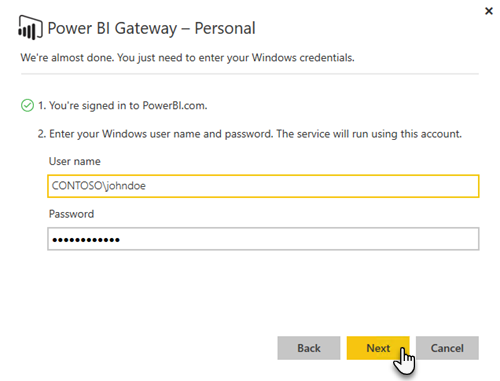 Power BI Gateway – Personal
We're almost done. You just need to enter your Windows credentials.
1. You're signed in to PowerBI.com.
2. Enter your Windows user name and password. The service will run using this account.
User name
CONTOSO\johndoe
Password
••••••••••••
Back Next Cancel